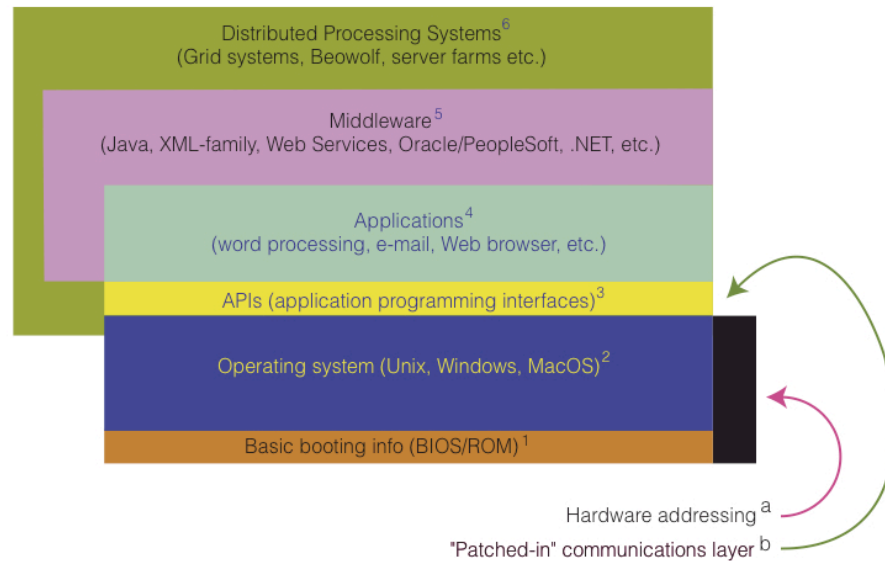 Distributed Processing Systems6
(Grid systems, Beowolf, server farms etc.)
Middleware5
(Java, XML-family, Web Services, Oracle/PeopleSoft, .NET, etc.)
Applications4
(word processing, e-mail, Web browser, etc.)
APIs (application programming interfaces)3
Operating system (Unix, Windows, MacOS)2
Basic booting info (BIOS/ROM)1
Hardware addressing a
"Patched-in" communications layer b